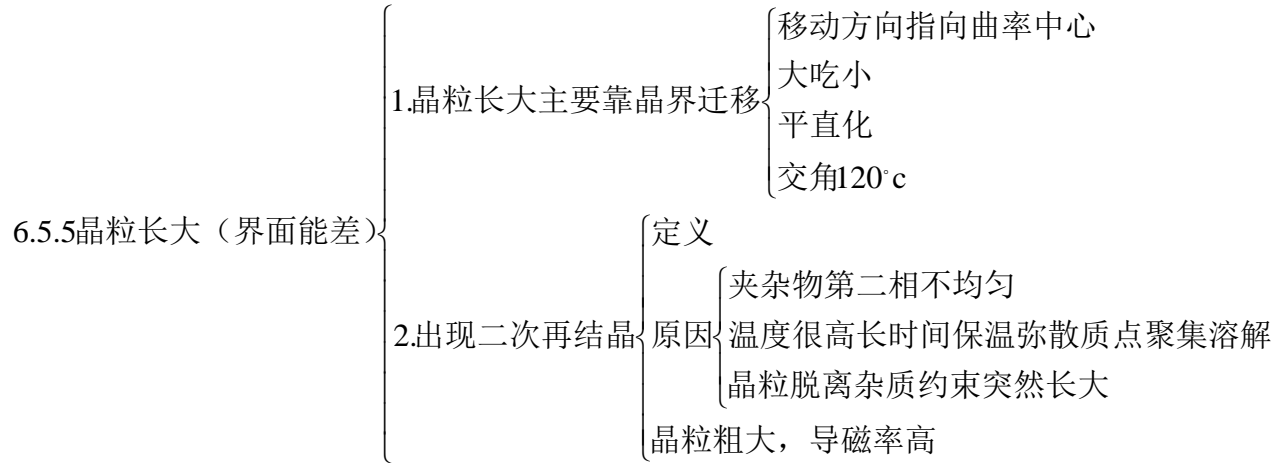 6.5.5晶粒长大（界面能差）
1.晶粒长大主要靠晶界迁移
移动方向指向曲率中心
大吃小
平直化
交角120°c
2.出现二次再结晶
定义
原因
夹杂物第二相不均匀
温度很高长时间保温弥散质点聚集溶解
晶粒脱离杂质约束突然长大
晶粒粗大，导磁率高